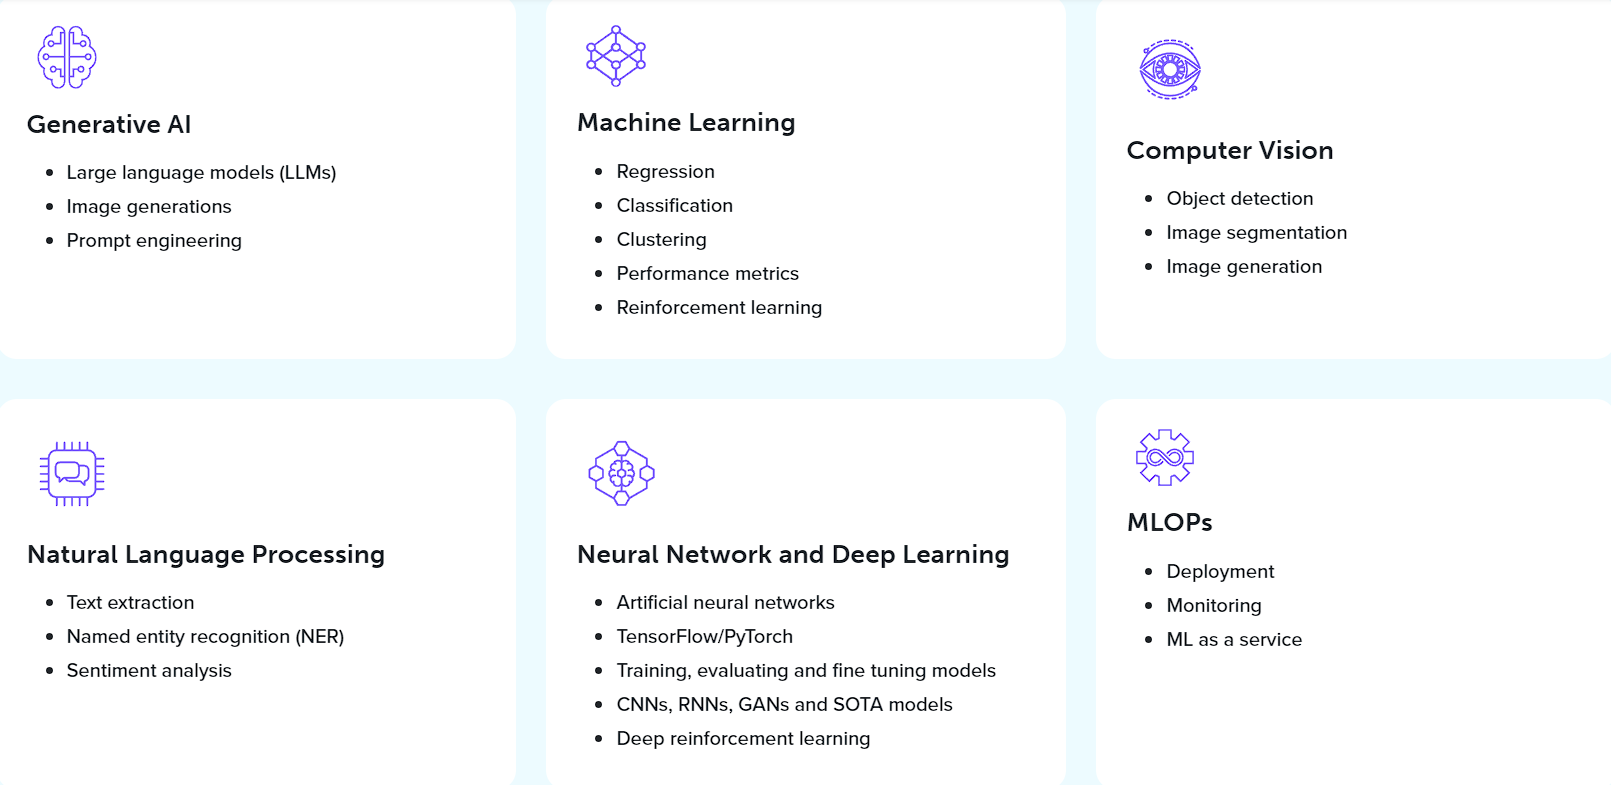 Generative AI
Large language models (LLMs)
Image generations
Prompt engineering
Machine Learning
Regression
Classification
Clustering
Performance metrics
Reinforcement learning
Computer Vision
Object detection
Image segmentation
Image generation
Natural Language Processing
Text extraction
Named entity recognition (NER)
Sentiment analysis
Neural Network and Deep Learning
Artificial neural networks
TensorFlow/PyTorch
Training, evaluating and fine tuning models
CNNs, RNNs, GANs and SOTA models
Deep reinforcement learning
MLOPs
Deployment
Monitoring
ML as a service